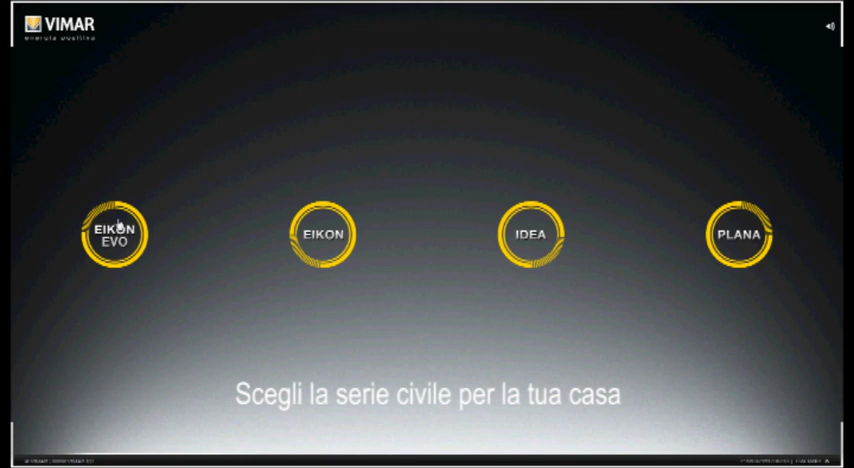 VIMAR
energia positiva
EIKON
EVO
EIKON
IDEA
PLANA
Scegli la serie civile per la tua casa